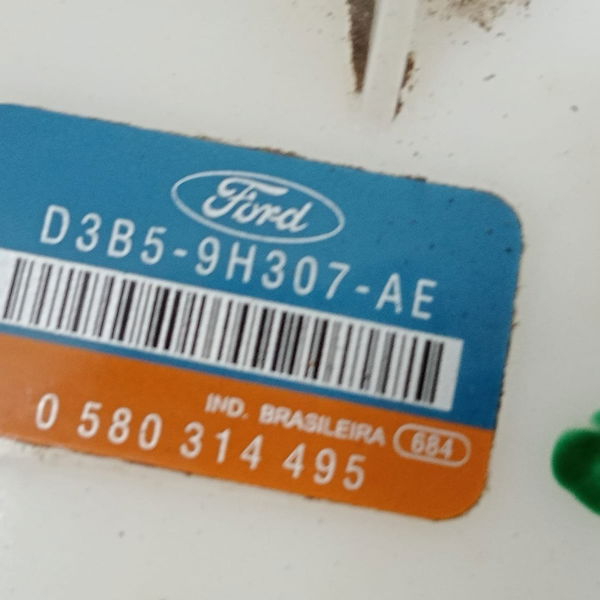 Ford
D3B5-9H307-AE
IND. BRASILEIRA 684
0 580 314 495